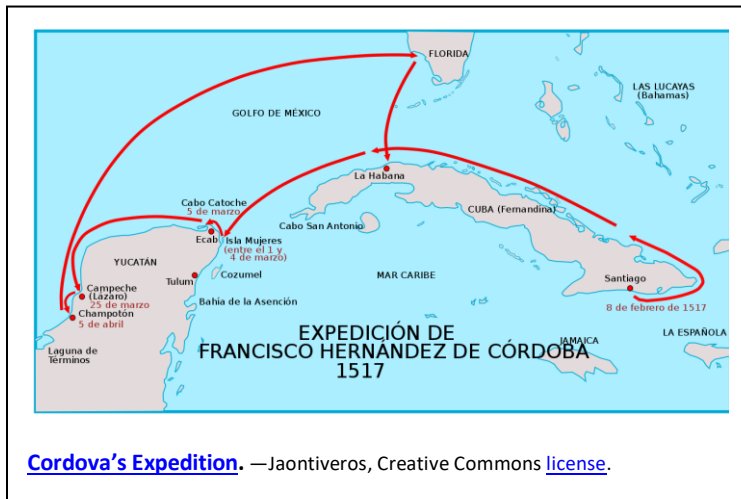 FLORIDA
LAS LUCAYAS
(Bahamas)
GOLFO DE MÉXICO
La Habana
Cabo Catoche
5 de marzo
CUBA (Fernandina)
Cabo San Antonio
Ecab
Isla Mujeres
(entre el 1 y
4 de marzo)
YUCATÁN
Cozumel
MAR CARIBE
Santiago
Tulum
Campeche
(Lázaro)
25 de marzo
8 de febrero de 1517
Bahia de la Asención
Champotón
5 de abril
EXPEDICIÓN DE
FRANCISCO HERNÁNDEZ DE CÓRDOBA
1517
LA ESPAÑOLA
JAMAICA
Laguna de
Términos
Cordova’s Expedition. —Jaontiveros, Creative Commons license.